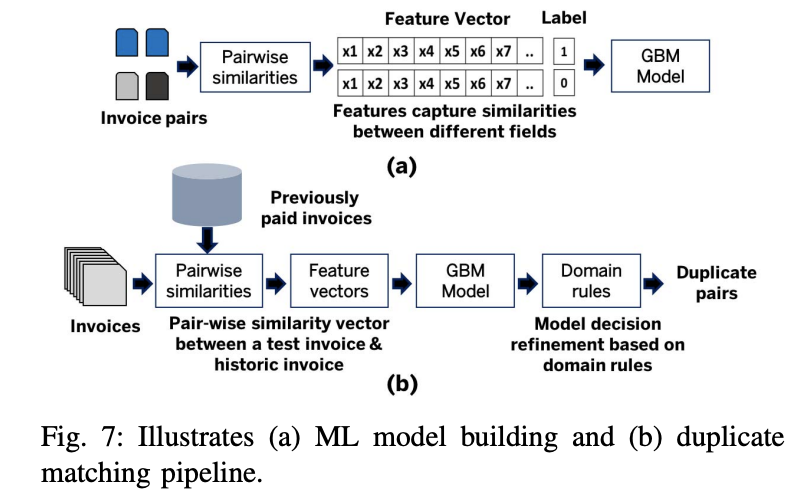 Feature Vector Label
Pairwise
similarities
x1 x2 x3 x4 x5 x6 x7 .. 1
x1 x2 x3 x4 x5 x6 x7 .. 0
GBM
Model
Invoice pairs
Features capture similarities
between different fields
(a)
Previously
paid invoices
Pairwise
similarities
Feature
vectors
GBM
Model
Domain
rules
Duplicate
pairs
Invoices
Pair-wise similarity vector
between a test invoice &
historic invoice
Model decision
refinement based on
domain rules
(b)
Fig. 7: Illustrates (a) ML model building and (b) duplicate
matching pipeline.